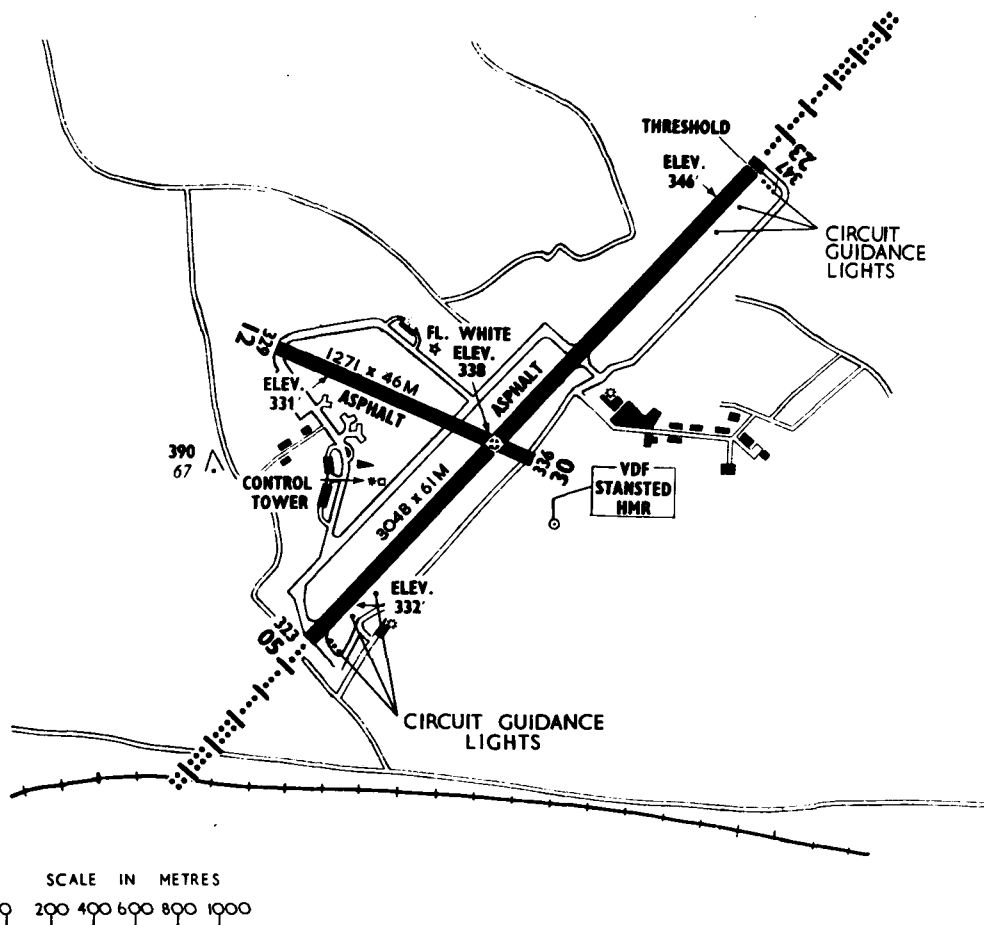 THRESHOLD
ELEV.
346'
23
347
CIRCUIT
GUIDANCE
LIGHTS
12
329
FL. WHITE
ELEV.
338
1271 x 46M
ASPHALT
ELEV.
331'
ASPHALT
390
67
CONTROL
TOWER
3048 x 61M
336
30
VDF
STANSTED
HMR
ELEV.
332'
323
05
CIRCUIT GUIDANCE
LIGHTS
SCALE IN METRES
0 200 400 600 800 1000